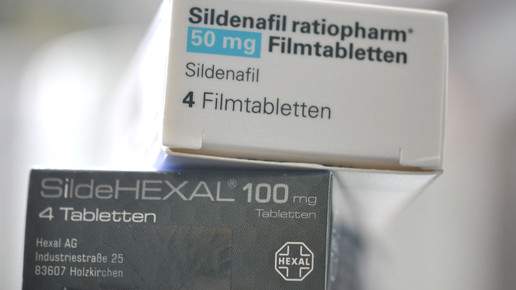 Sildenafil ratiopharm®
50 mg Filmtabletten
Sildenafil
4 Filmtabletten
SildeHEXAL® 100 mg
4 Tabletten
Tabletten
Hexal AG
Industriestraße 25
83607 Holzkirchen
HEXAL